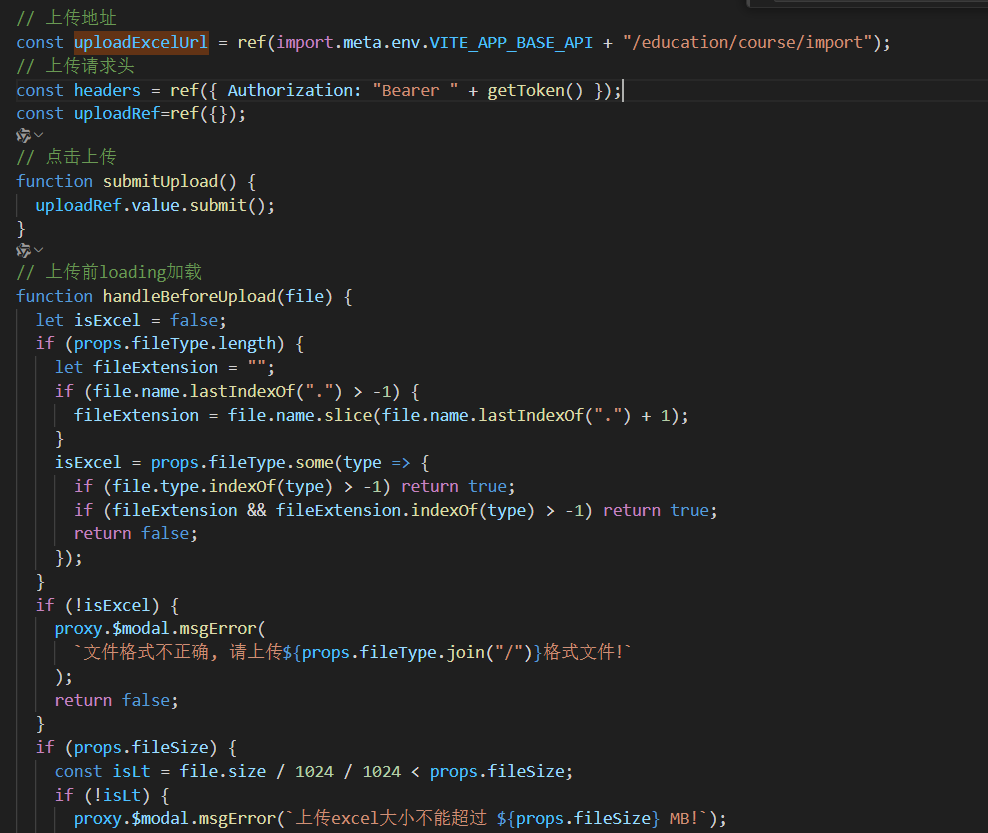 // 上传地址
const uploadExcelUrl = ref(import.meta.env.VITE_APP_BASE_API + "/education/course/import");
// 上传请求头
const headers = ref({ Authorization: "Bearer " + getToken() });
const uploadRef=ref({});
// 点击上传
function submitUpload() {
  uploadRef.value.submit();
}
// 上传前loading加载
function handleBeforeUpload(file) {
  let isExcel = false;
  if (props.fileType.length) {
    let fileExtension = "";
    if (file.name.lastIndexOf(".") > -1) {
      fileExtension = file.name.slice(file.name.lastIndexOf(".") + 1);
    }
    isExcel = props.fileType.some(type => {
      if (file.type.indexOf(type) > -1) return true;
      if (fileExtension && fileExtension.indexOf(type) > -1) return true;
      return false;
    });
  }
  if (!isExcel) {
    proxy.$modal.msgError(
      `文件格式不正确, 请上传${props.fileType.join("/")}格式文件!`
    );
    return false;
  }
  if (props.fileSize) {
    const isLt = file.size / 1024 / 1024 < props.fileSize;
    if (!isLt) {
      proxy.$modal.msgError(`上传excel大小不能超过 ${props.fileSize} MB!`);